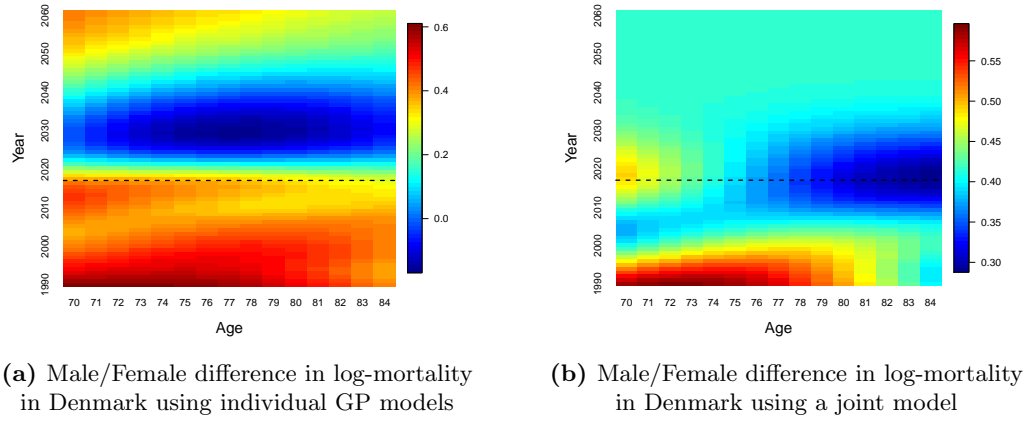 2060
2050
2040
2030
2020
2010
2000
1990
Year
70 71 72 73 74 75 76 77 78 79 80 81 82 83 84
Age
0.6
0.4
0.2
0.0
(a) Male/Female difference in log-mortality
in Denmark using individual GP models
2060
2050
2040
2030
2020
2010
2000
1990
Year
70 71 72 73 74 75 76 77 78 79 80 81 82 83 84
Age
0.55
0.50
0.45
0.40
0.35
0.30
(b) Male/Female difference in log-mortality
in Denmark using a joint model